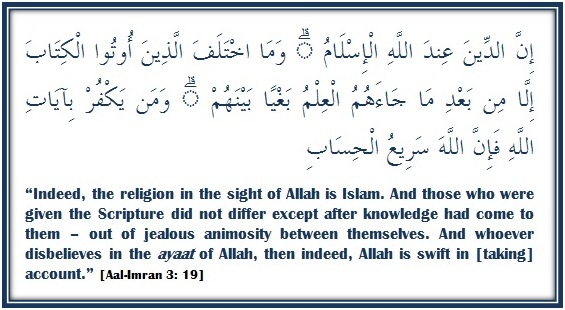 إِنَّ الدِّينَ عِندَ اللَّهِ الْإِسْلَامُ ۗ وَمَا اخْتَلَفَ الَّذِينَ أُوتُوا الْكِتَابَ
إِلَّا مِن بَعْدِ مَا جَاءَهُمُ الْعِلْمُ بَغْيًا بَيْنَهُمْ ۗ وَمَن يَكْفُرْ بِآيَاتِ
اللَّهِ فَإِنَّ اللَّهَ سَرِيعُ الْحِسَابِ
“Indeed, the religion in the sight of Allah is Islam. And those who were
given the Scripture did not differ except after knowledge had come to
them – out of jealous animosity between themselves. And whoever
disbelieves in the ayaat of Allah, then indeed, Allah is swift in [taking]
account.” [Aal-Imran 3: 19]